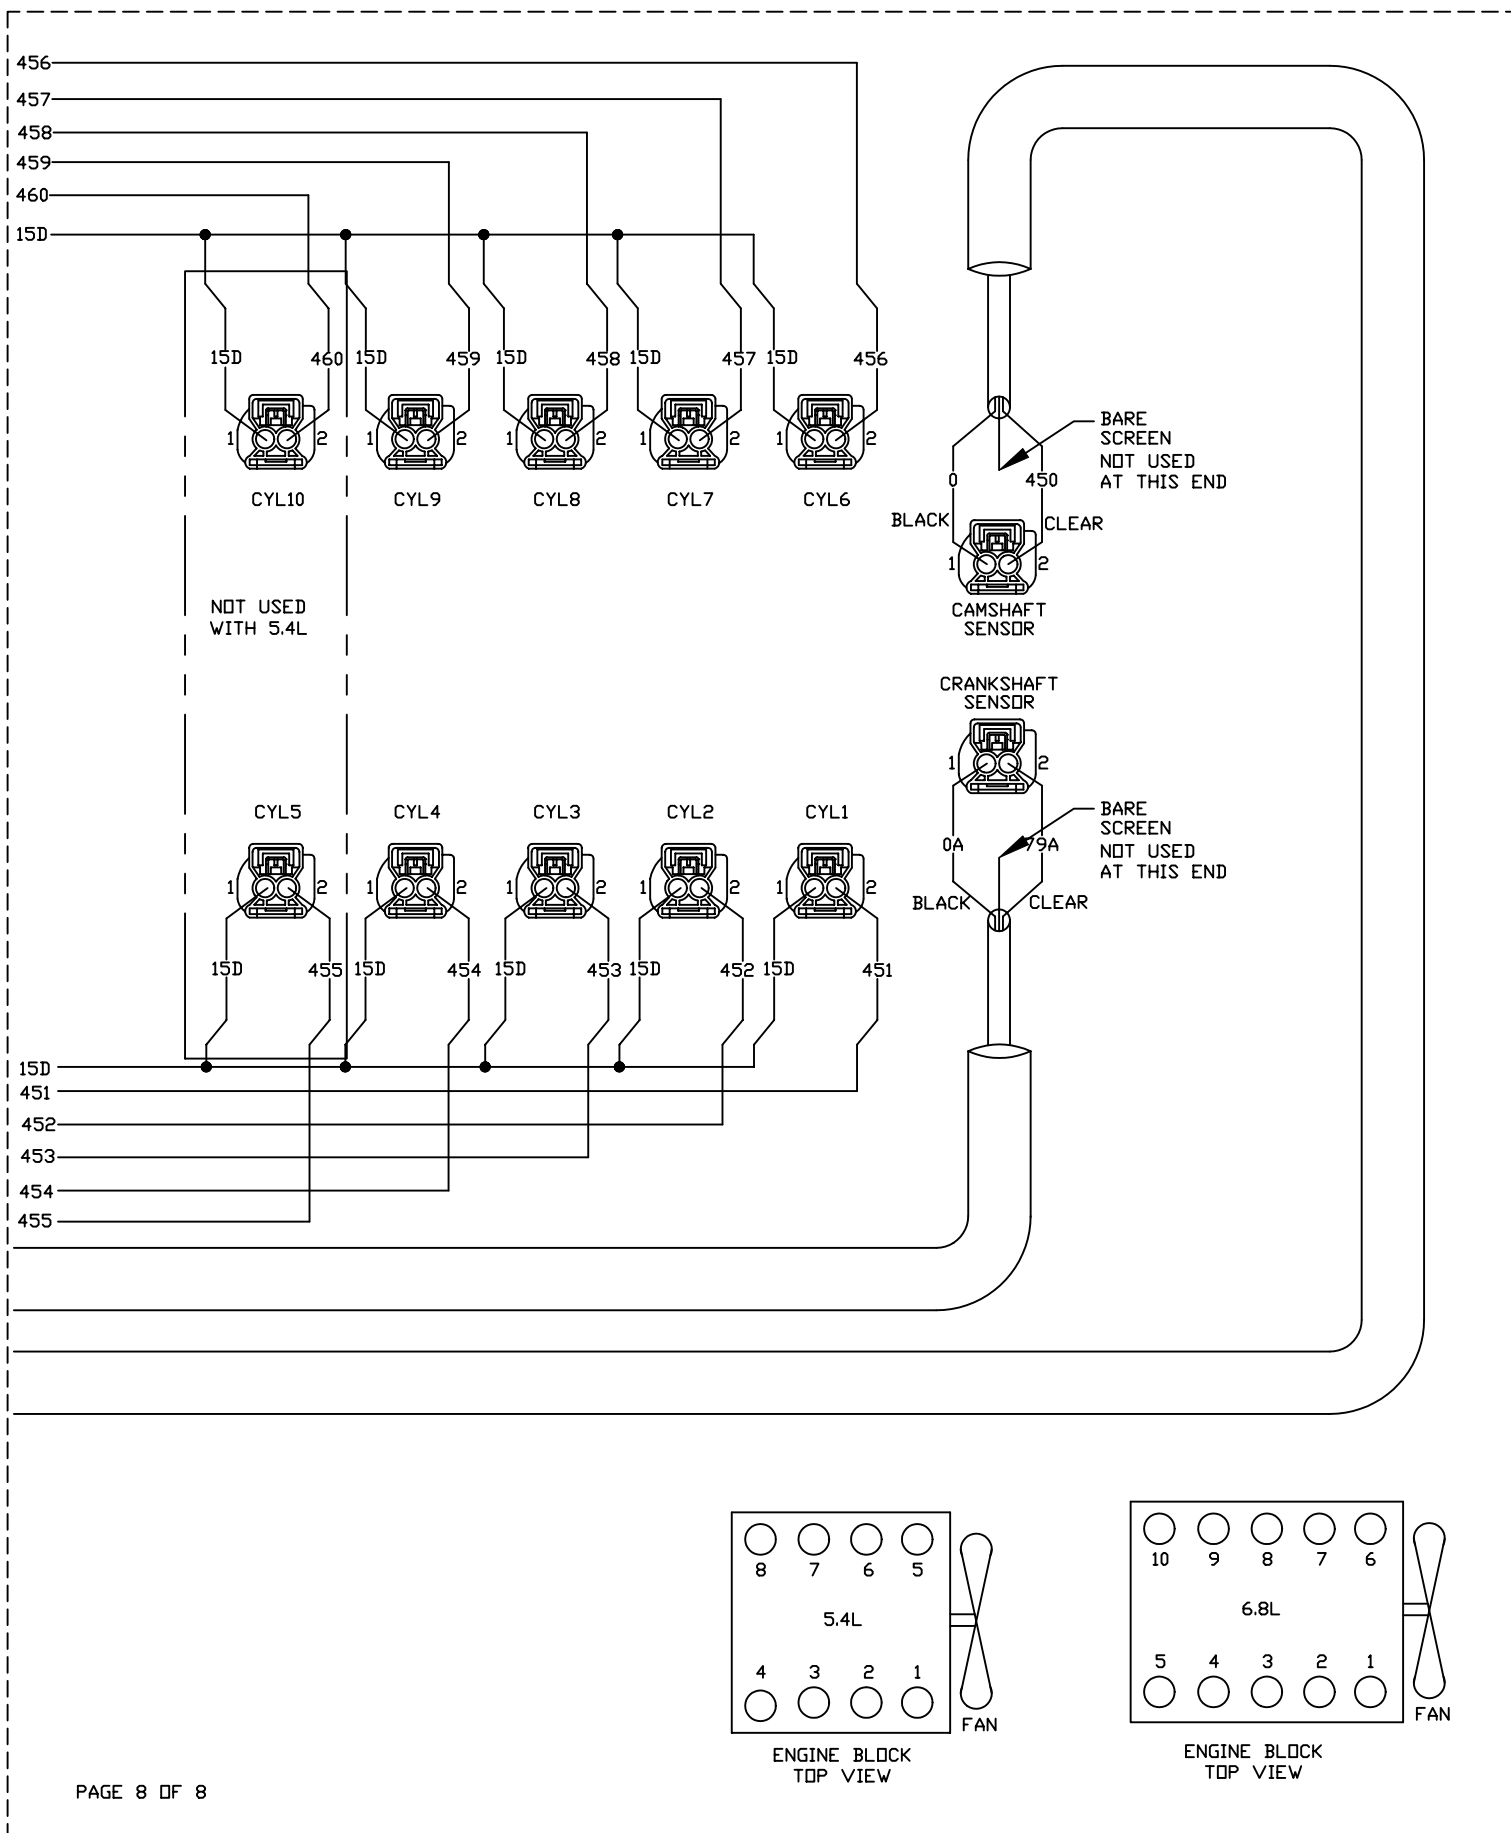 456
457
458
459
460
15D
15D 460 15D 459 15D 458 15D 457 15D 456
1 2 1 2 1 2 1 2 1 2
CYL10 CYL9 CYL8 CYL7 CYL6
BARE
SCREEN
NOT USED
AT THIS END
0 450
BLACK CLEAR
1 2
CAMSHAFT
SENSOR
NOT USED
WITH 5.4L
CRANKSHAFT
SENSOR
1 2
BARE
SCREEN
NOT USED
AT THIS END
0A 79A
BLACK CLEAR
CYL5 CYL4 CYL3 CYL2 CYL1
1 2 1 2 1 2 1 2 1 2
15D 455 15D 454 15D 453 15D 452 15D 451
15D
451
452
453
454
455
8 7 6 5
5.4L
4 3 2 1
FAN
ENGINE BLOCK
TOP VIEW
10 9 8 7 6
6.8L
5 4 3 2 1
FAN
ENGINE BLOCK
TOP VIEW
PAGE 8 OF 8